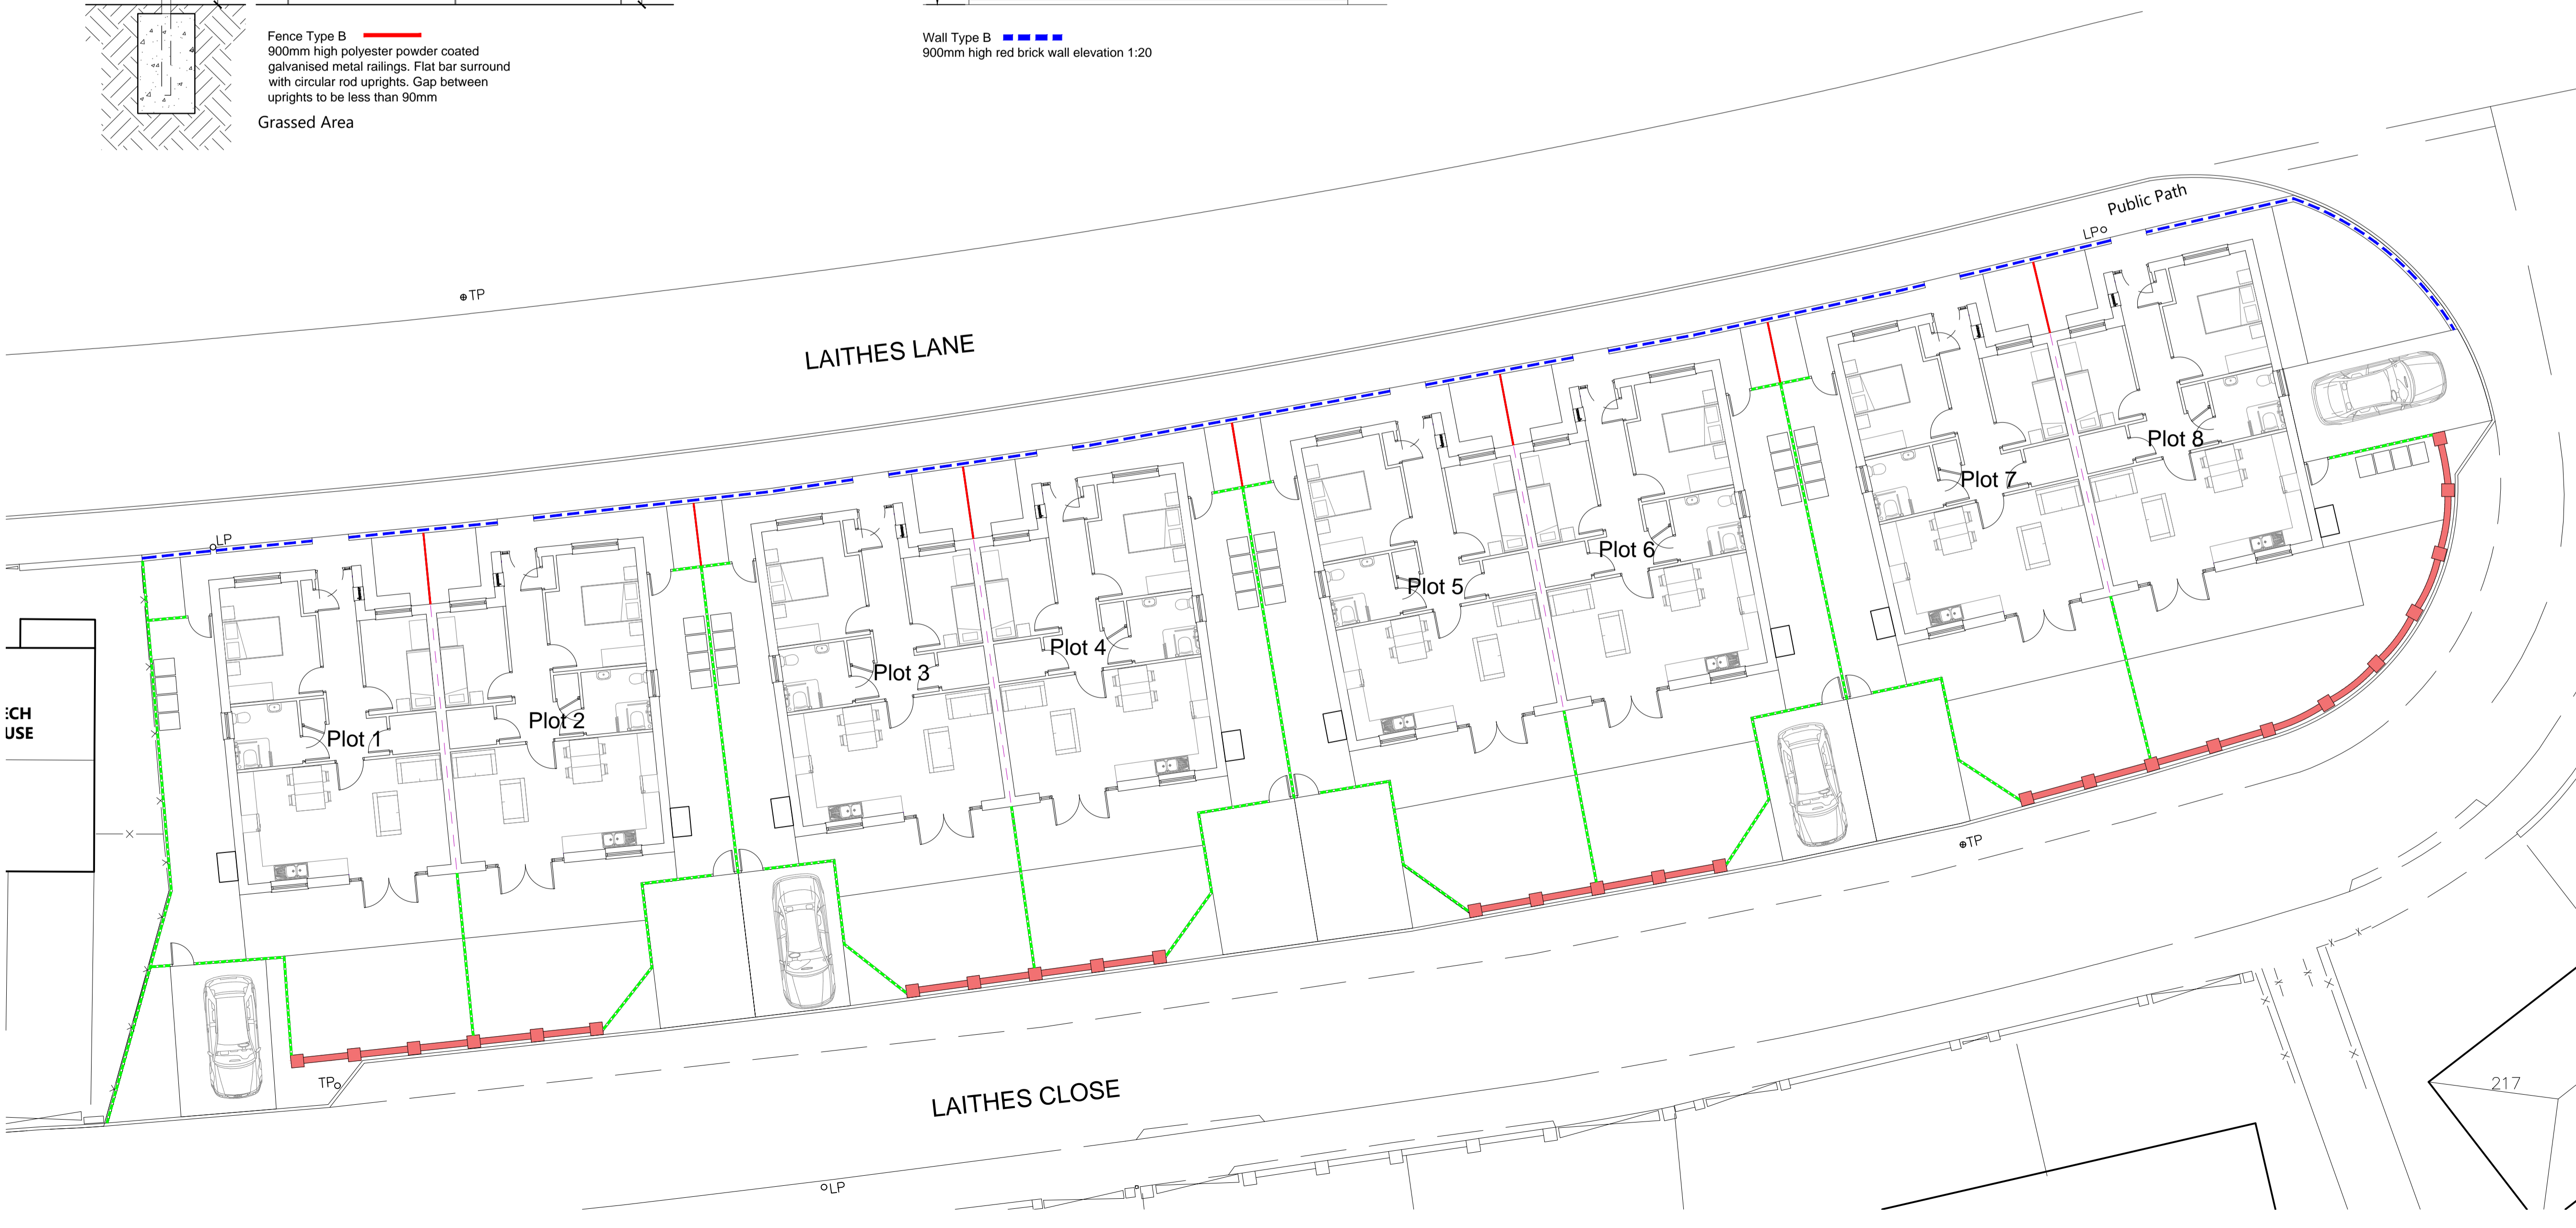 Fence Type B
900mm high polyester powder coated
galvanised metal railings. Flat bar surround
with circular rod uprights. Gap between
uprights to be less than 90mm
Grassed Area
Wall Type B
900mm high red brick wall elevation 1:20
Public Path
LP
TP
LAITHES LANE
LP
Plot 8
Plot 7
Plot 6
Plot 5
Plot 4
Plot 3
Plot 2
Plot 1
ECH
USE
TP
TP
LAITHES CLOSE
217
LP